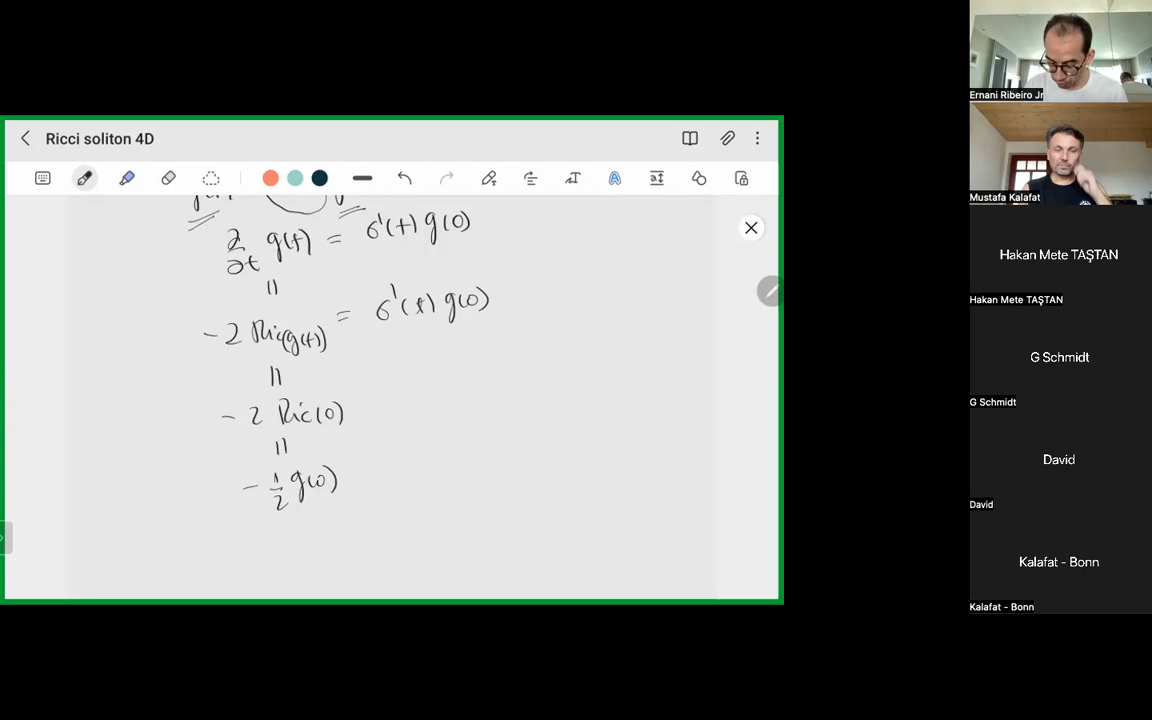 Ricci soliton 4D
∂/∂t g(t) = σ'(t) g(0)
||
- 2 Ric(g(t)) = σ'(t) g(0)
||
- 2 Ric(0)
||
- 1/2 g(0)
Ernani Ribeiro Jr
Mustafa Kalafat
Hakan Mete TAŞTAN
Hakan Mete TAŞTAN
G Schmidt
G Schmidt
David
David
Kalafat - Bonn
Kalafat - Bonn